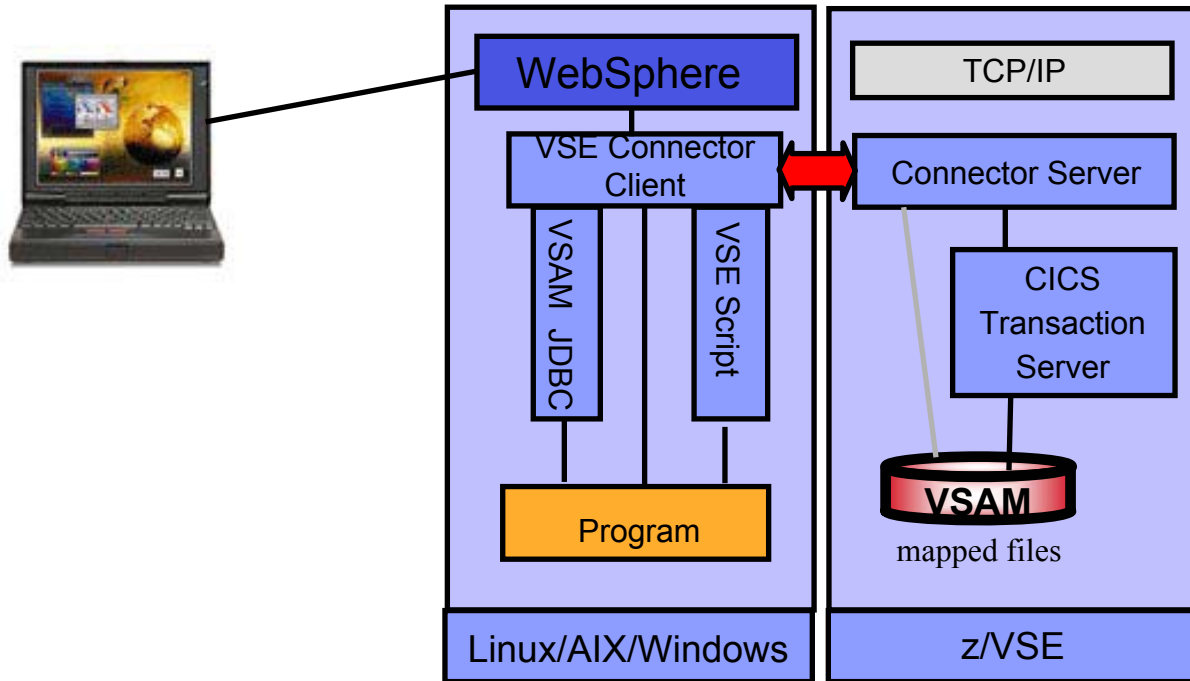 WebSphere
VSE Connector
Client
VSAM JDBC
VSE Script
Program
Linux/AIX/Windows
TCP/IP
Connector Server
CICS
Transaction
Server
VSAM
mapped files
z/VSE